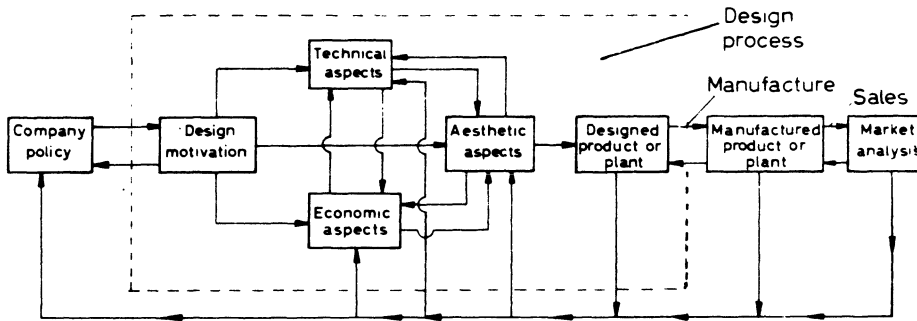 Design
process
Technical
aspects
Manufacture
Sales
Company
policy
Design
motivation
Aesthetic
aspects
Designed
product or
plant
Manufactured
product or
plant
Market
analysis
Economic
aspects